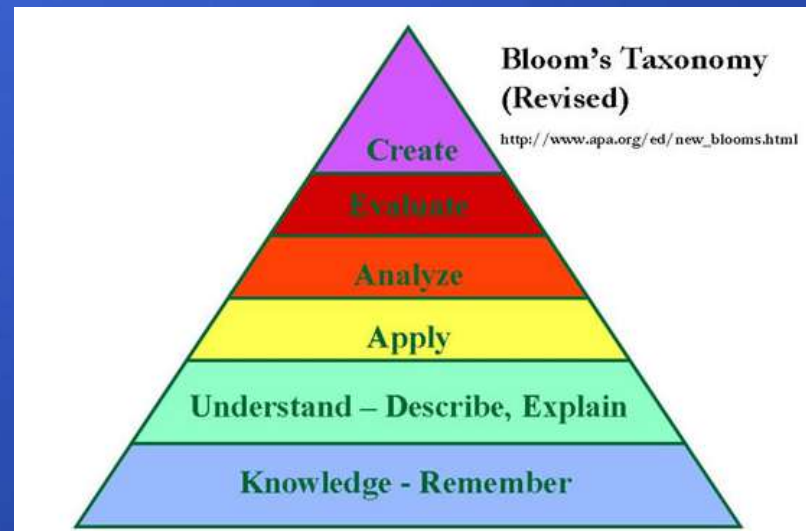 Bloom's Taxonomy
(Revised)
http://www.apa.org/ed/new_blooms.html
Create
Evaluate
Analyze
Apply
Understand – Describe, Explain
Knowledge - Remember